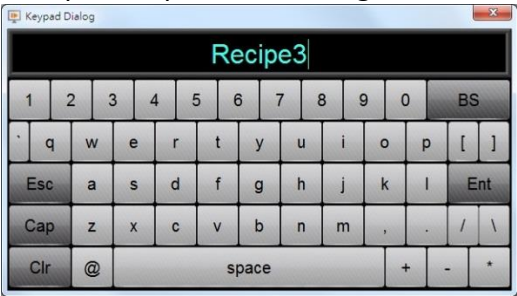 Keypad Dialog
Recipe3
1 2 3 4 5 6 7 8 9 0 BS
` q w e r t y u i o p [ ]
Esc a s d f g h j k l Ent
Cap z x c v b n m , . / \
Clr @ space + - *